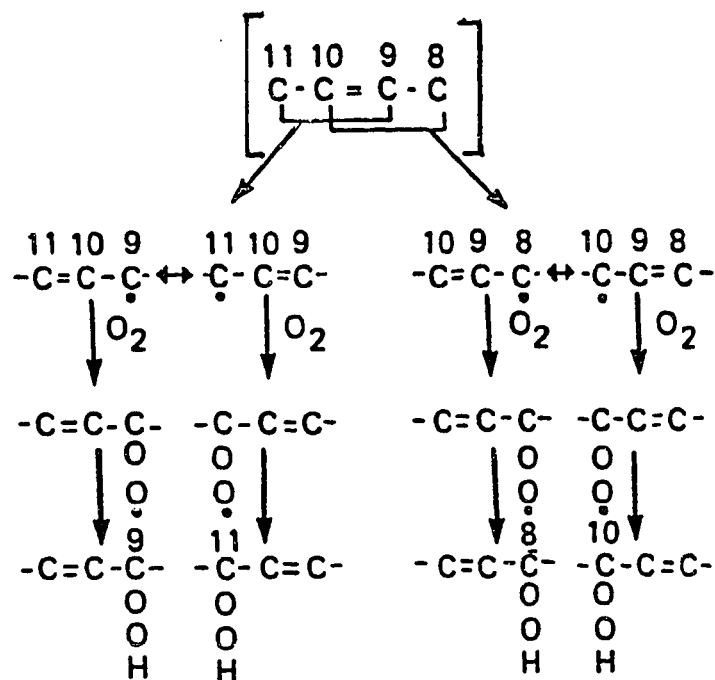 11 10 9 8
C - C = C - C
11 10 9 11 10 9 10 9 8 10 9 8
-C=C-C- ↔ -C-C=C- -C=C-C- ↔ -C-C=C-
• • • •
O2 O2 O2 O2
-C=C-C- -C-C=C- -C=C-C- -C-C=C-
O O O O
O• O• O• O•
9 11 8 10
-C=C-C- -C-C=C- -C=C-C- -C-C=C-
O O O O
O O O O
H H H H